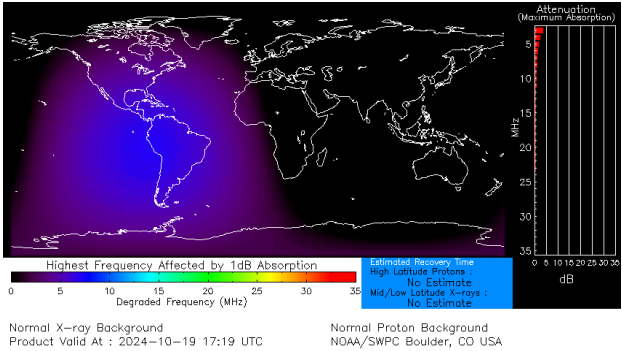 Attenuation
(Maximum Absorption)
5
10
15
20
25
30
35
MHz
0 5 10 15 20 25 30 35
dB
Highest Frequency Affected by 1dB Absorption
0 5 10 15 20 25 30 35
Degraded Frequency (MHz)
Estimated Recovery Time
High Latitude Protons :
No Estimate
Mid/Low Latitude X-rays :
No Estimate
Normal X-ray Background
Normal Proton Background
Product Valid At : 2024-10-19 17:19 UTC
NOAA/SWPC Boulder, CO USA